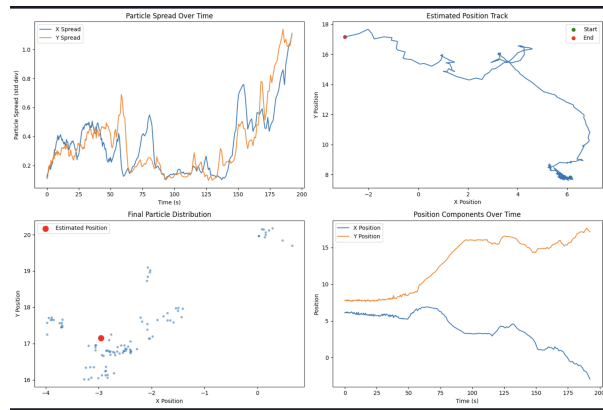 Particle Spread Over Time
X Spread
Y Spread
Particle Spread (std dev)
1.0
0.8
0.6
0.4
0.2
0
25
50
75
100
125
150
175
200
Time (s)
Estimated Position Track
Start
End
Y Position
18
16
14
12
10
8
−2
0
2
4
6
X Position
Final Particle Distribution
Estimated Position
Y Position
20
19
18
17
16
−4
−3
−2
−1
0
X Position
Position Components Over Time
X Position
Y Position
Position
15
10
5
0
0
25
50
75
100
125
150
175
200
Time (s)